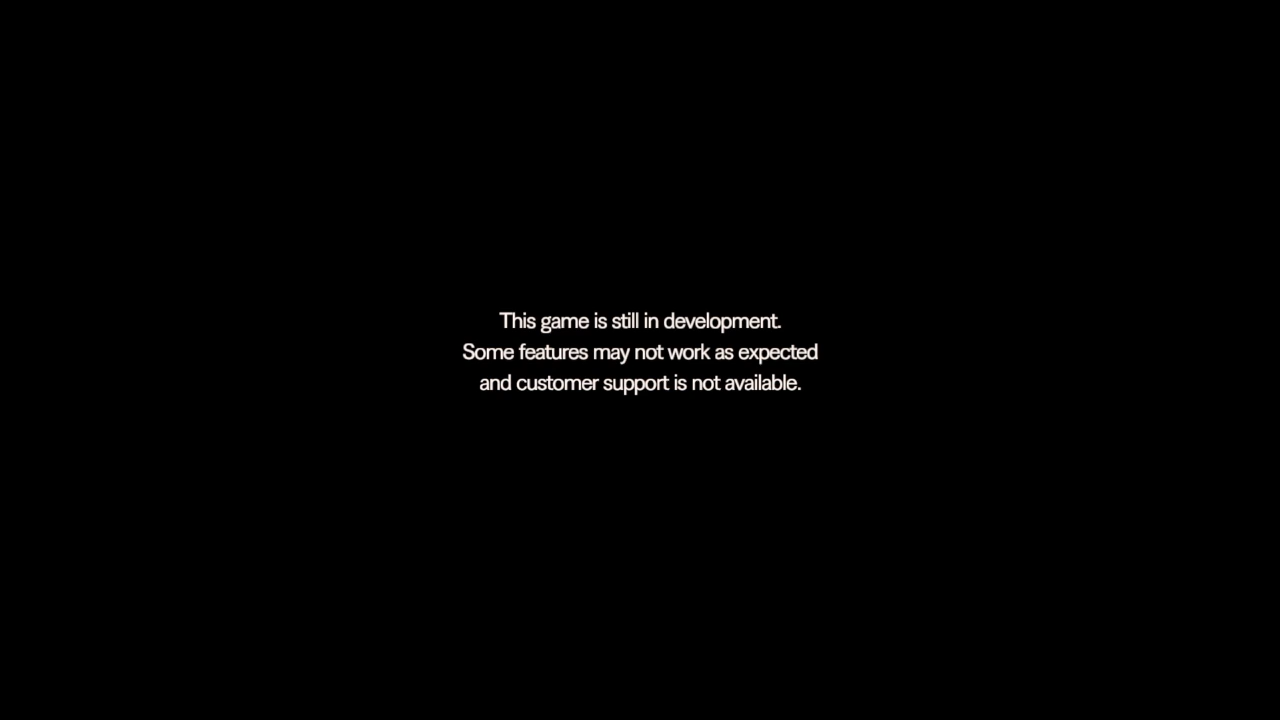 This game is still in development.
Some features may not work as expected
and customer support is not available.